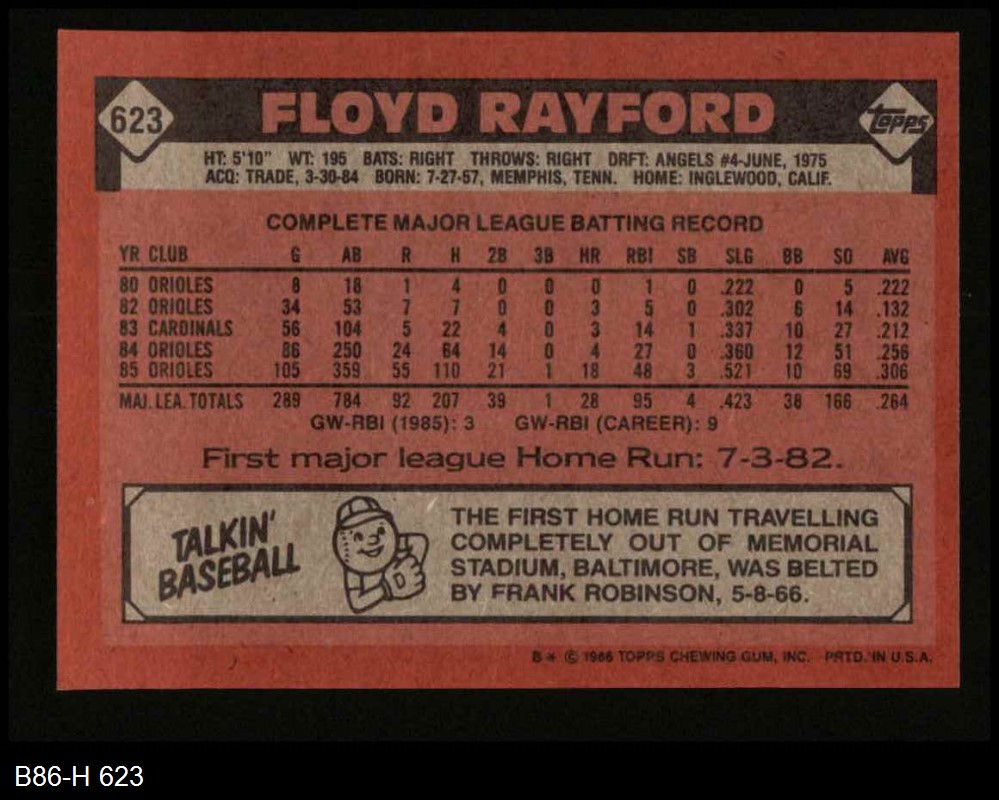 623 FLOYD RAYFORD Topps
HT: 5'10" WT: 195 BATS: RIGHT THROWS: RIGHT DRFT: ANGELS #4-JUNE, 1975
ACQ: TRADE, 3-30-84 BORN: 7-27-57, MEMPHIS, TENN. HOME: INGLEWOOD, CALIF.
COMPLETE MAJOR LEAGUE BATTING RECORD
YR CLUB G AB R H 2B 3B HR RBI SB SLG BB SO AVG
80 ORIOLES 8 18 1 4 0 0 0 1 0 .222 0 5 .222
82 ORIOLES 34 53 7 7 0 0 3 5 0 .302 6 14 .132
83 CARDINALS 56 104 5 22 4 0 3 14 1 .337 10 27 .212
84 ORIOLES 86 250 24 64 14 0 4 27 0 .360 12 51 .256
85 ORIOLES 105 359 55 110 21 1 18 48 3 .521 10 69 .306
MAJ. LEA. TOTALS 289 784 92 207 39 1 28 95 4 .423 38 166 .264
GW-RBI (1985): 3 GW-RBI (CAREER): 9
First major league Home Run: 7-3-82.
TALKIN'
BASEBALL
D
THE FIRST HOME RUN TRAVELLING
COMPLETELY OUT OF MEMORIAL
STADIUM, BALTIMORE, WAS BELTED
BY FRANK ROBINSON, 5-8-66.
B * © 1986 TOPPS CHEWING GUM, INC. PRTD. IN U.S.A.
B86-H 623